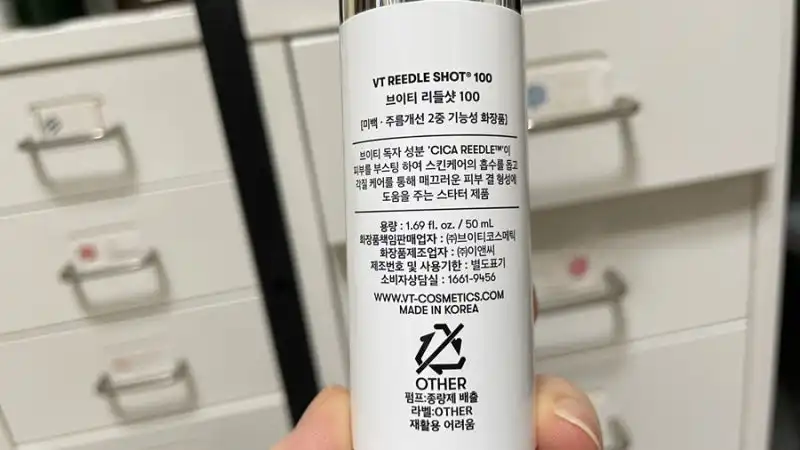 VT REEDLE SHOT® 100
브이티 리들샷 100
[미백 · 주름개선 2중 기능성 화장품]
브이티 독자 성분 'CICA REEDLE™'이
피부를 부스팅 하여 스킨케어의 흡수를 돕고
각질 케어를 통해 매끄러운 피부 결 형성에
도움을 주는 스타터 제품
용량 : 1.69 fl. oz. / 50 mL
화장품책임판매업자 : ㈜브이티코스메틱
화장품제조업자 : ㈜이앤씨
제조번호 및 사용기한 : 별도표기
소비자상담실 : 1661-9456
WWW.VT-COSMETICS.COM
MADE IN KOREA
OTHER
펌프:종량제 배출
라벨:OTHER
재활용 어려움